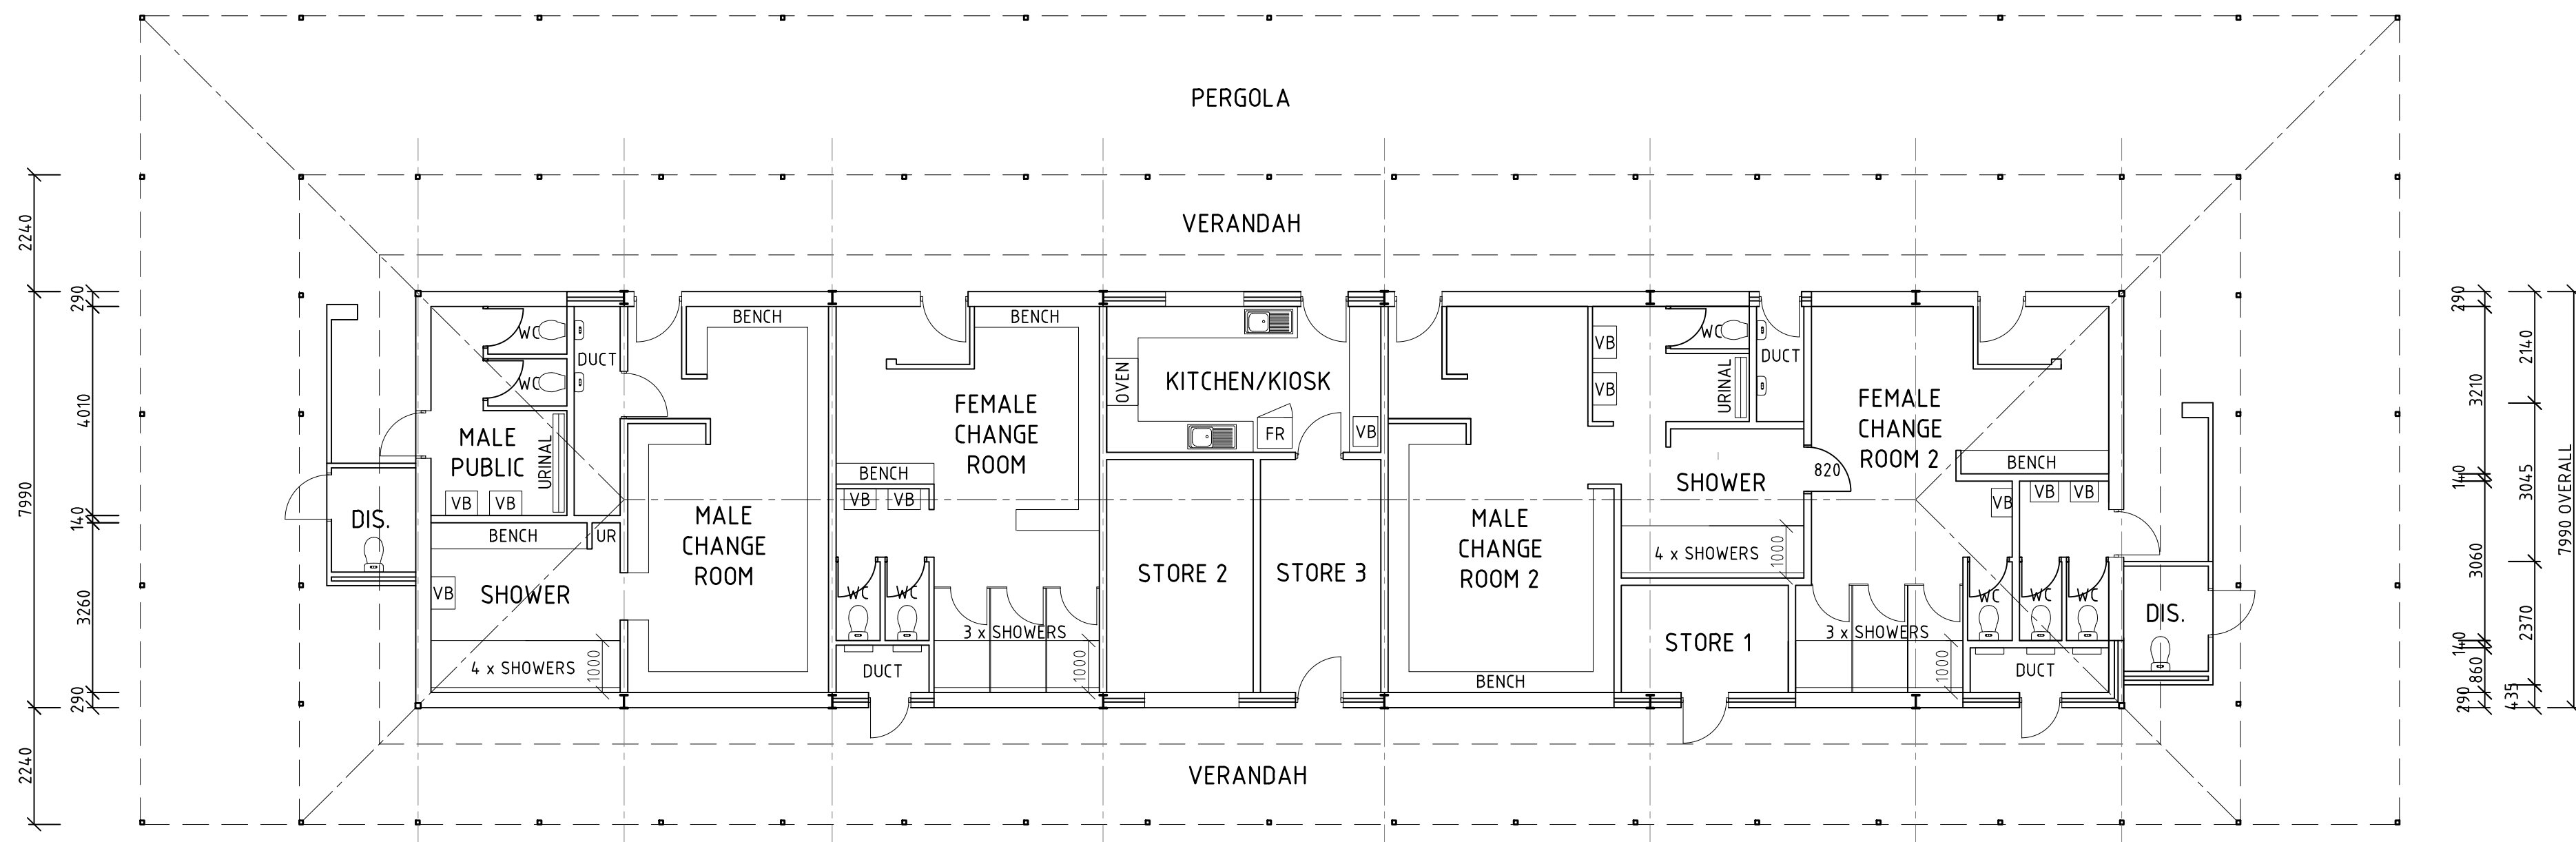 PERGOLA
VERANDAH
2240
290
4010
7990
140
3260
290
2240
WC
WC
DUCT
MALE
PUBLIC
URINAL
VB
VB
DIS.
BENCH
UR
VB
SHOWER
4 x SHOWERS
1000
BENCH
MALE
CHANGE
ROOM
BENCH
FEMALE
CHANGE
ROOM
BENCH
VB
VB
WC
WC
3 x SHOWERS
1000
DUCT
OVEN
KITCHEN/KIOSK
FR
VB
STORE 2
STORE 3
MALE
CHANGE
ROOM 2
BENCH
VB
VB
WC
URINAL
DUCT
SHOWER
4 x SHOWERS
1000
STORE 1
820
FEMALE
CHANGE
ROOM 2
BENCH
VB
VB
VB
WC
WC
WC
3 x SHOWERS
1000
DUCT
DIS.
VERANDAH
290
3210
140
3060
140
860
290
2140
3045
2370
435
7990 OVERALL